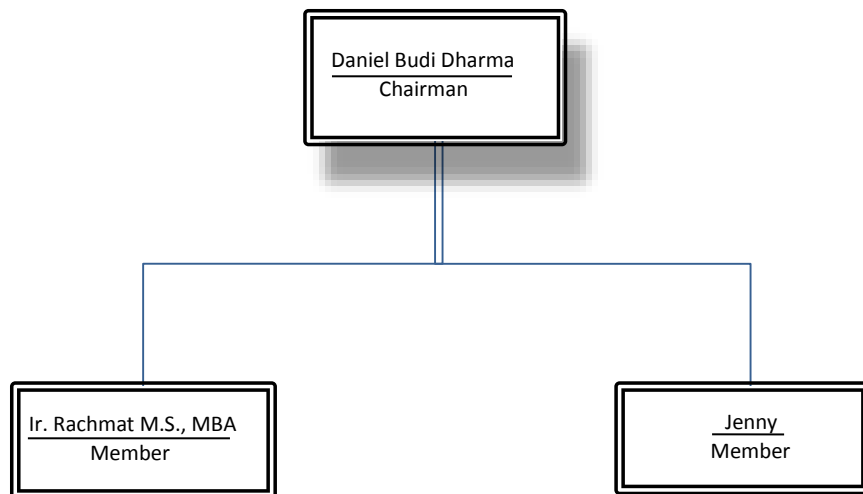 Daniel Budi Dharma
Chairman
Ir. Rachmat M.S., MBA
Member
Jenny
Member